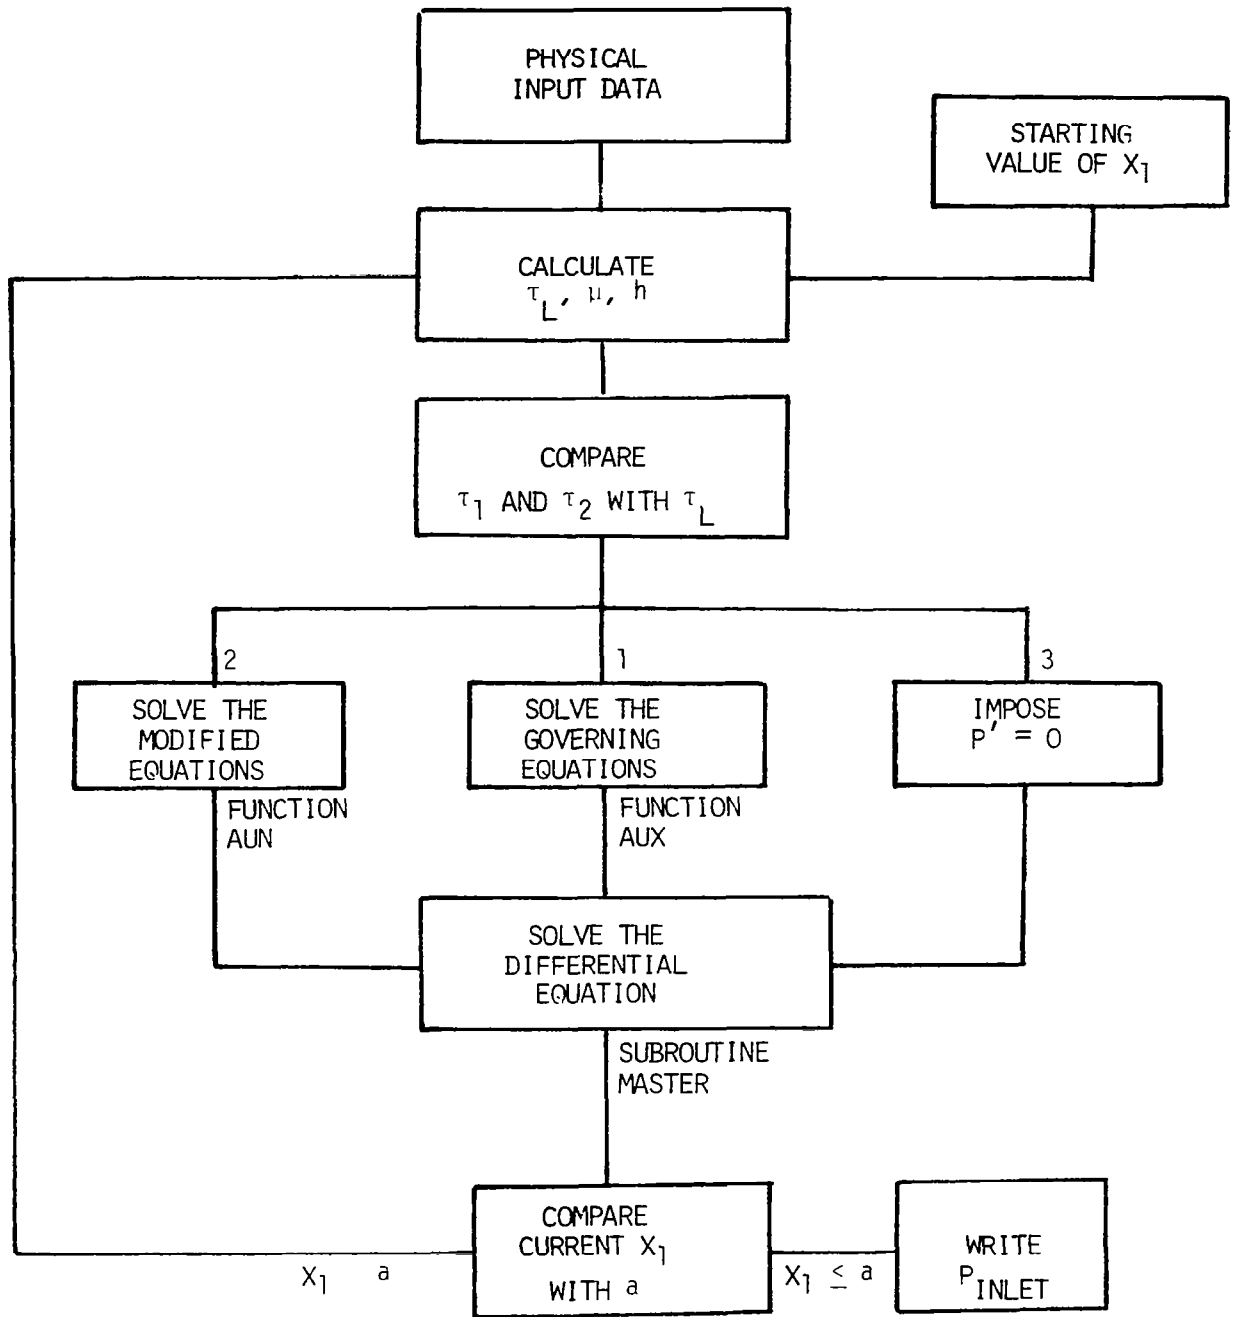 PHYSICAL
INPUT DATA
STARTING
VALUE OF X1
CALCULATE
τL, μ, h
COMPARE
τ1 AND τ2 WITH τL
2
1
3
SOLVE THE
MODIFIED
EQUATIONS
SOLVE THE
GOVERNING
EQUATIONS
IMPOSE
P' = 0
FUNCTION
AUN
FUNCTION
AUX
SOLVE THE
DIFFERENTIAL
EQUATION
SUBROUTINE
MASTER
COMPARE
CURRENT X1
WITH a
X1 a
X1 ≤ a
WRITE
PINLET